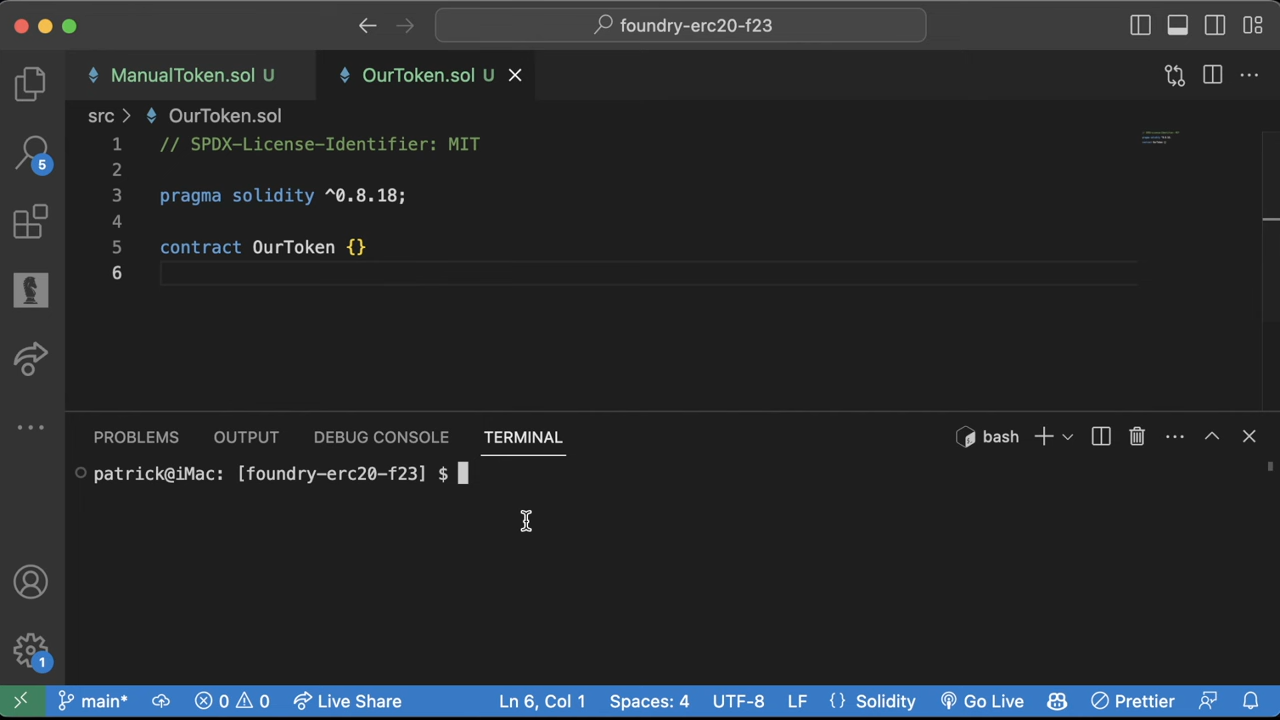 foundry-erc20-f23
ManualToken.sol U
OurToken.sol U
src > OurToken.sol
1 // SPDX-License-Identifier: MIT
2
3 pragma solidity ^0.8.18;
4
5 contract OurToken {}
6
5
PROBLEMS OUTPUT DEBUG CONSOLE TERMINAL
bash
patrick@iMac: [foundry-erc20-f23] $
1
main* 0 0 Live Share Ln 6, Col 1 Spaces: 4 UTF-8 LF {} Solidity Go Live Prettier